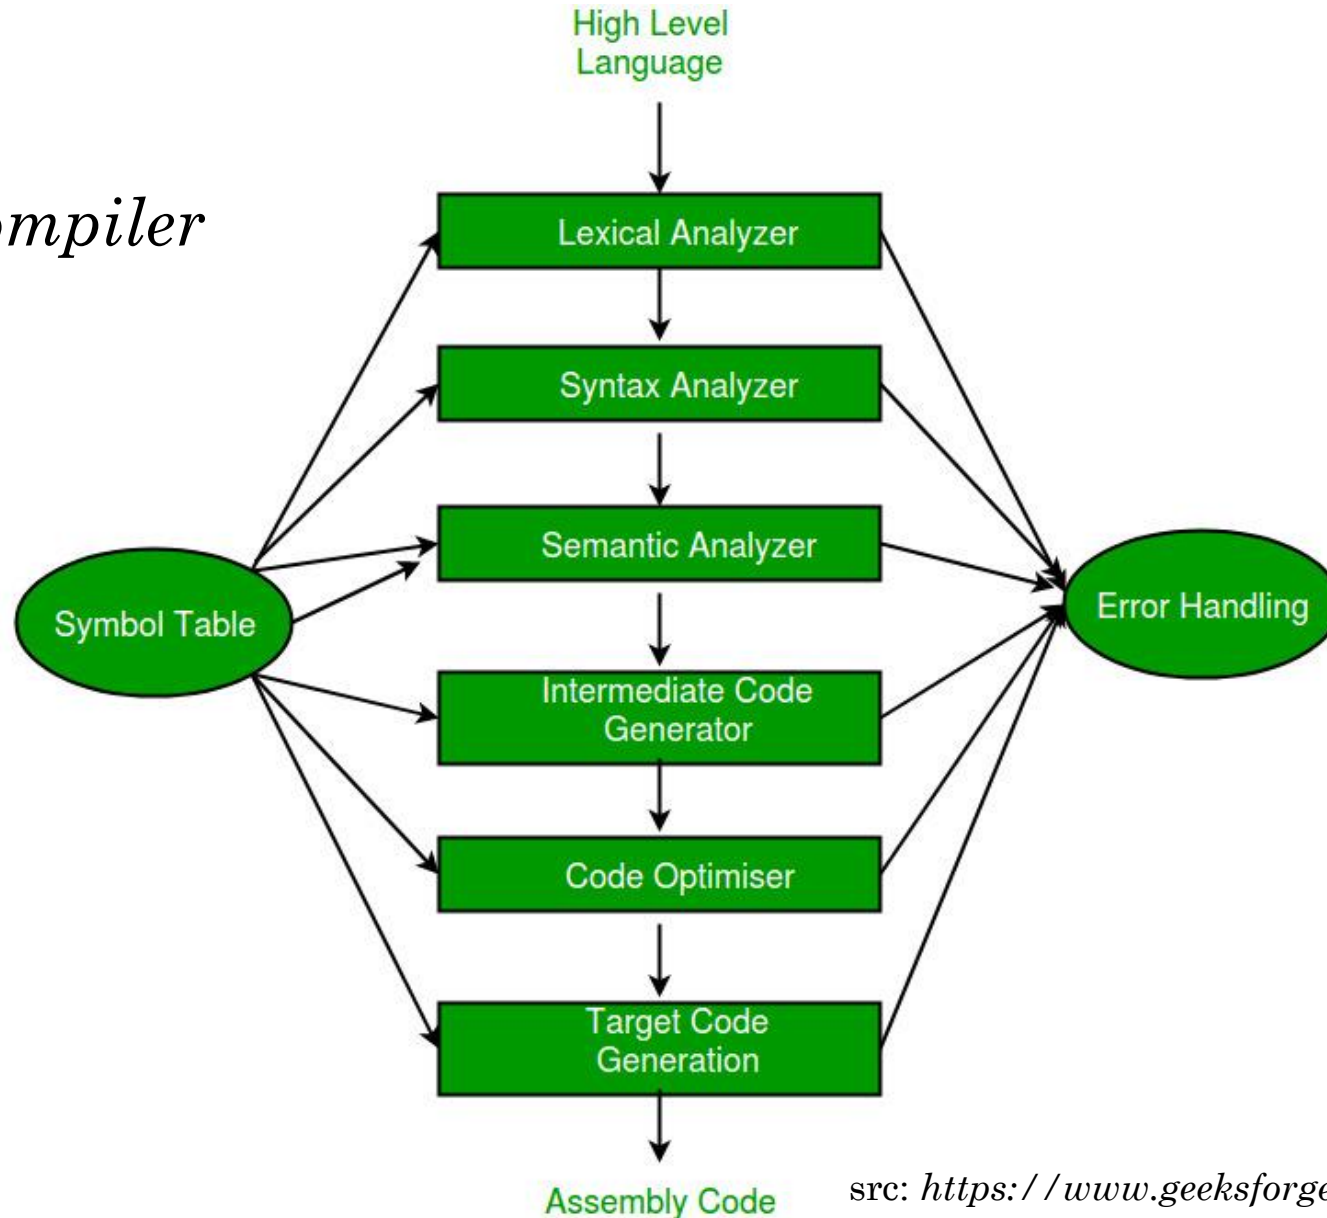 High Level
Language
ompiler
Lexical Analyzer
Syntax Analyzer
Semantic Analyzer
Symbol Table
Error Handling
Intermediate Code
Generator
Code Optimiser
Target Code
Generation
Assembly Code
src: https://www.geeksforge